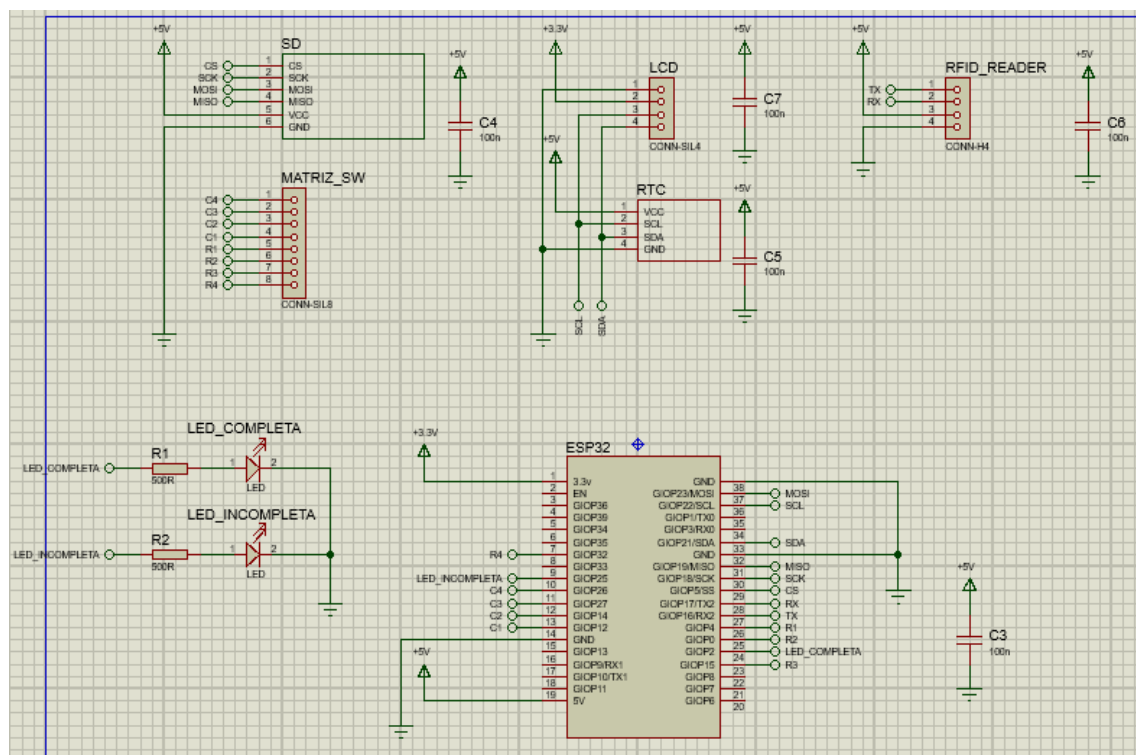 +5V
SD
CS 1 CS
SCK 2 SCK
MOSI 3 MOSI
MISO 4 MISO
5 VCC
6 GND
+5V
C4
100n
MATRIZ_SW
C4 1
C3 2
C2 3
C1 4
R1 5
R2 6
R3 7
R4 8
CONN-SIL8
+3.3V
LCD
1
2
3
4
CONN-SIL4
+5V
C7
100n
+5V
RTC
1 VCC
2 SCL
3 SDA
4 GND
SCL
SDA
+5V
C5
100n
+5V
RFID_READER
TX 1
RX 2
3
4
CONN-H4
+5V
C6
100n
LED_COMPLETA
LED_COMPLETA
R1
500R
1 2
LED
LED_INCOMPLETA
LED_INCOMPLETA
R2
500R
1 2
LED
+3.3V
ESP32
1 3.3v
2 EN
3 GIOP36
4 GIOP39
5 GIOP34
6 GIOP35
R4 7 GIOP32
8 GIOP33
LED_INCOMPLETA 9 GIOP25
C4 10 GIOP26
C3 11 GIOP27
C2 12 GIOP14
C1 13 GIOP12
14 GND
15 GIOP13
16 GIOP9/RX1
17 GIOP10/TX1
18 GIOP11
19 5V
+5V
GND 38
GIOP23/MOSI 37 MOSI
GIOP22/SCL 36 SCL
GIOP1/TX0 35
GIOP3/RX0 34
GIOP21/SDA 33 SDA
GND 32
GIOP19/MISO 31 MISO
GIOP18/SCK 30 SCK
GIOP5/SS 29 CS
GIOP17/TX2 28 RX
GIOP16/RX2 27 TX
GIOP4 26 R1
GIOP0 25 R2
GIOP2 24 LED_COMPLETA
GIOP15 23 R3
GIOP8 22
GIOP7 21
GIOP6 20
+5V
C3
100n